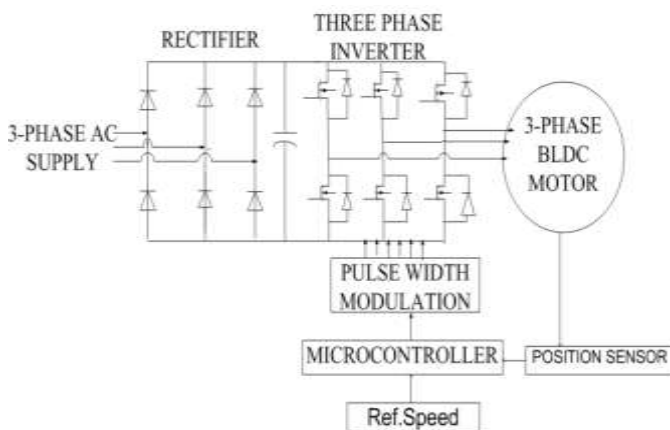 RECTIFIER
THREE PHASE
INVERTER
3-PHASE AC
SUPPLY
3-PHASE
BLDC
MOTOR
PULSE WIDTH
MODULATION
MICROCONTROLLER
POSITION SENSOR
Ref.Speed